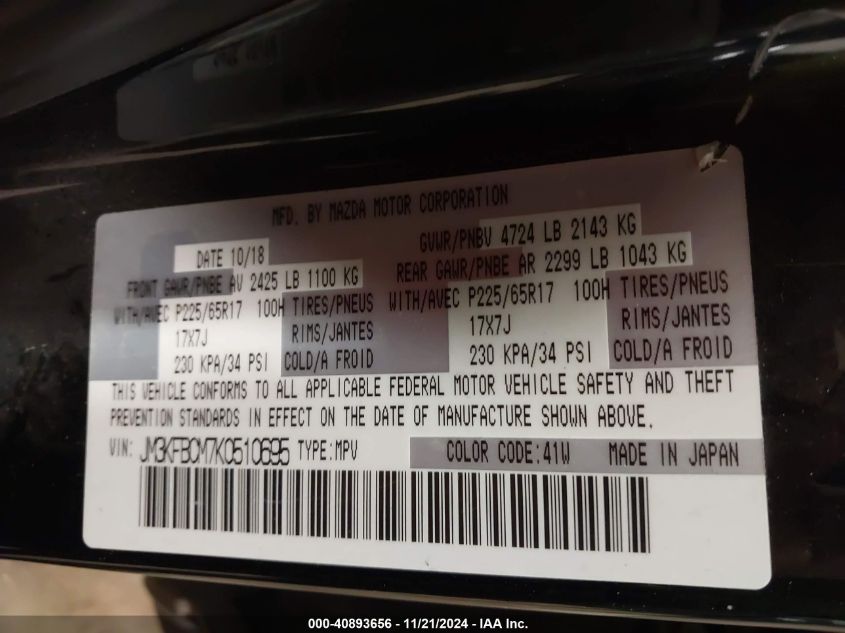 MFD. BY MAZDA MOTOR CORPORATION
DATE 10/18 GVWR/PNBV 4724 LB 2143 KG
FRONT GAWR/PNBE AV 2425 LB 1100 KG REAR GAWR/PNBE AR 2299 LB 1043 KG
WITH/AVEC P225/65R17 100H TIRES/PNEUS WITH/AVEC P225/65R17 100H TIRES/PNEUS
17X7J RIMS/JANTES 17X7J RIMS/JANTES
230 KPA/34 PSI COLD/A FROID 230 KPA/34 PSI COLD/A FROID
THIS VEHICLE CONFORMS TO ALL APPLICABLE FEDERAL MOTOR VEHICLE SAFETY AND THEFT
PREVENTION STANDARDS IN EFFECT ON THE DATE OF MANUFACTURE SHOWN ABOVE.
VIN: JM3KFBCM7K0510695 TYPE:MPV COLOR CODE:41W MADE IN JAPAN
000-40893656 - 11/21/2024 - IAA Inc.